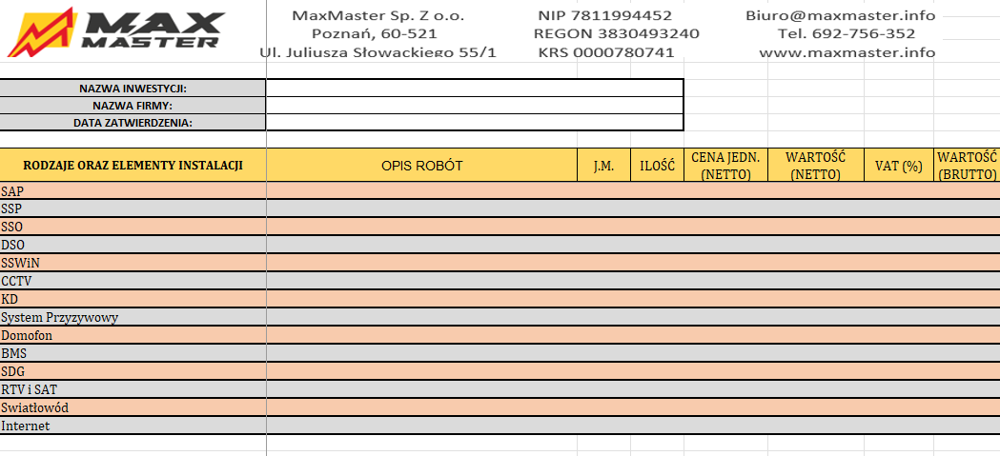 MAX
MASTER
MaxMaster Sp. Z o.o.
Poznań, 60-521
Ul. Juliusza Słowackiego 55/1
NIP 7811994452
REGON 3830493240
KRS 0000780741
Biuro@maxmaster.info
Tel. 692-756-352
www.maxmaster.info
NAZWA INWESTYCJI:
NAZWA FIRMY:
DATA ZATWIERDZENIA:
RODZAJE ORAZ ELEMENTY INSTALACJI
OPIS ROBÓT
J.M.
ILOŚĆ
CENA JEDN.
(NETTO)
WARTOŚĆ
(NETTO)
VAT (%)
WARTOŚĆ
(BRUTTO)
SAP
SSP
SSO
DSO
SSWiN
CCTV
KD
System Przyzywowy
Domofon
BMS
SDG
RTV i SAT
Swiatłowód
Internet